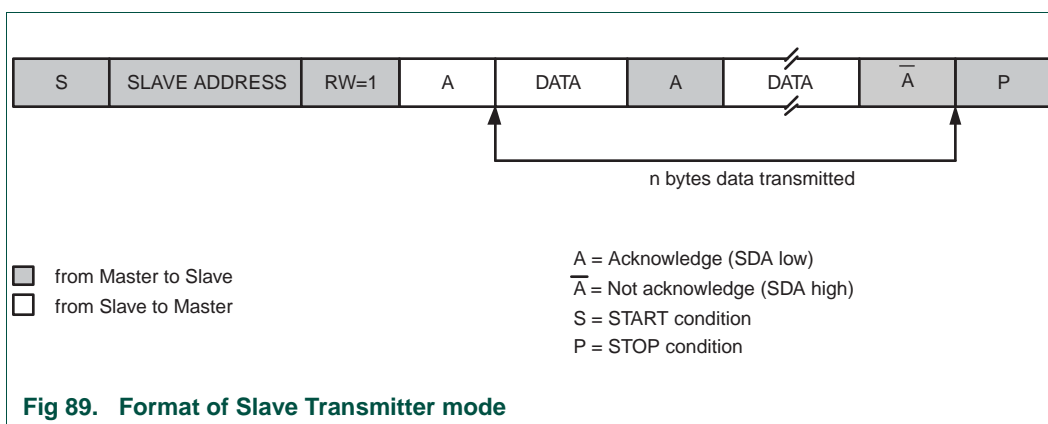 S SLAVE ADDRESS RW=1 A DATA A DATA A̅ P
n bytes data transmitted
from Master to Slave
from Slave to Master
A = Acknowledge (SDA low)
A̅ = Not acknowledge (SDA high)
S = START condition
P = STOP condition
Fig 89. Format of Slave Transmitter mode